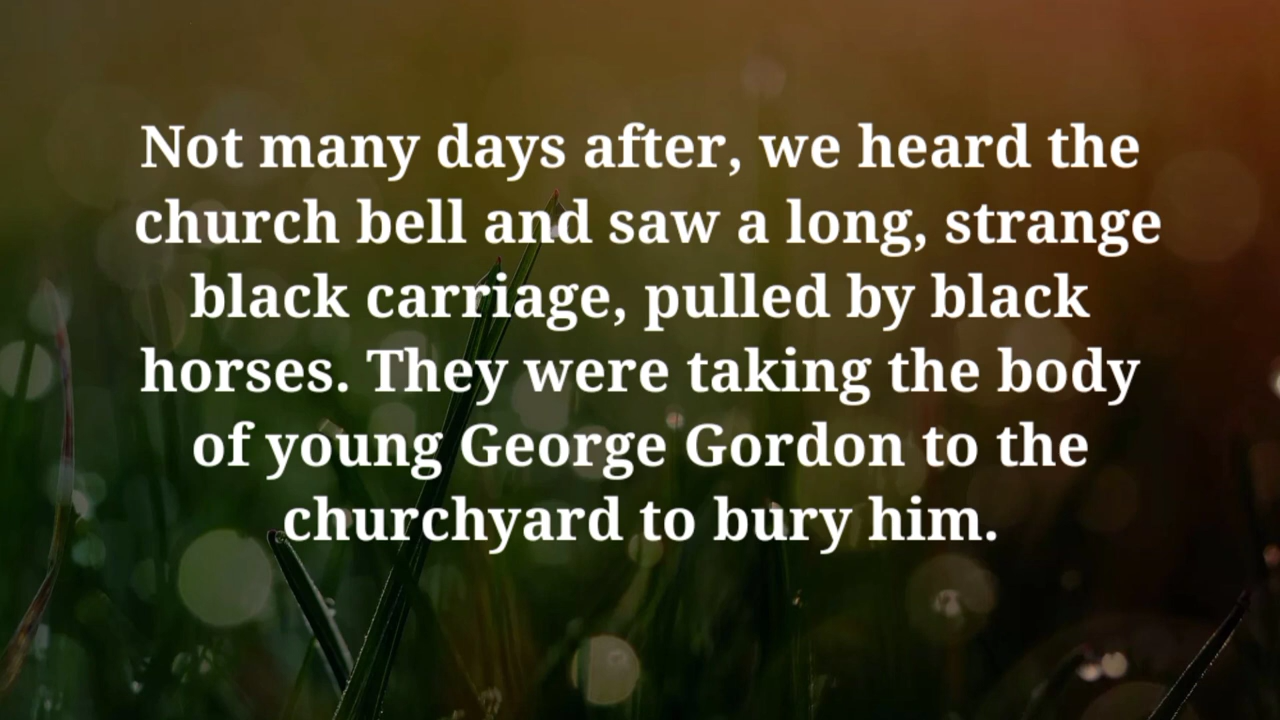 Not many days after, we heard the
church bell and saw a long, strange
black carriage, pulled by black
horses. They were taking the body
of young George Gordon to the
churchyard to bury him.